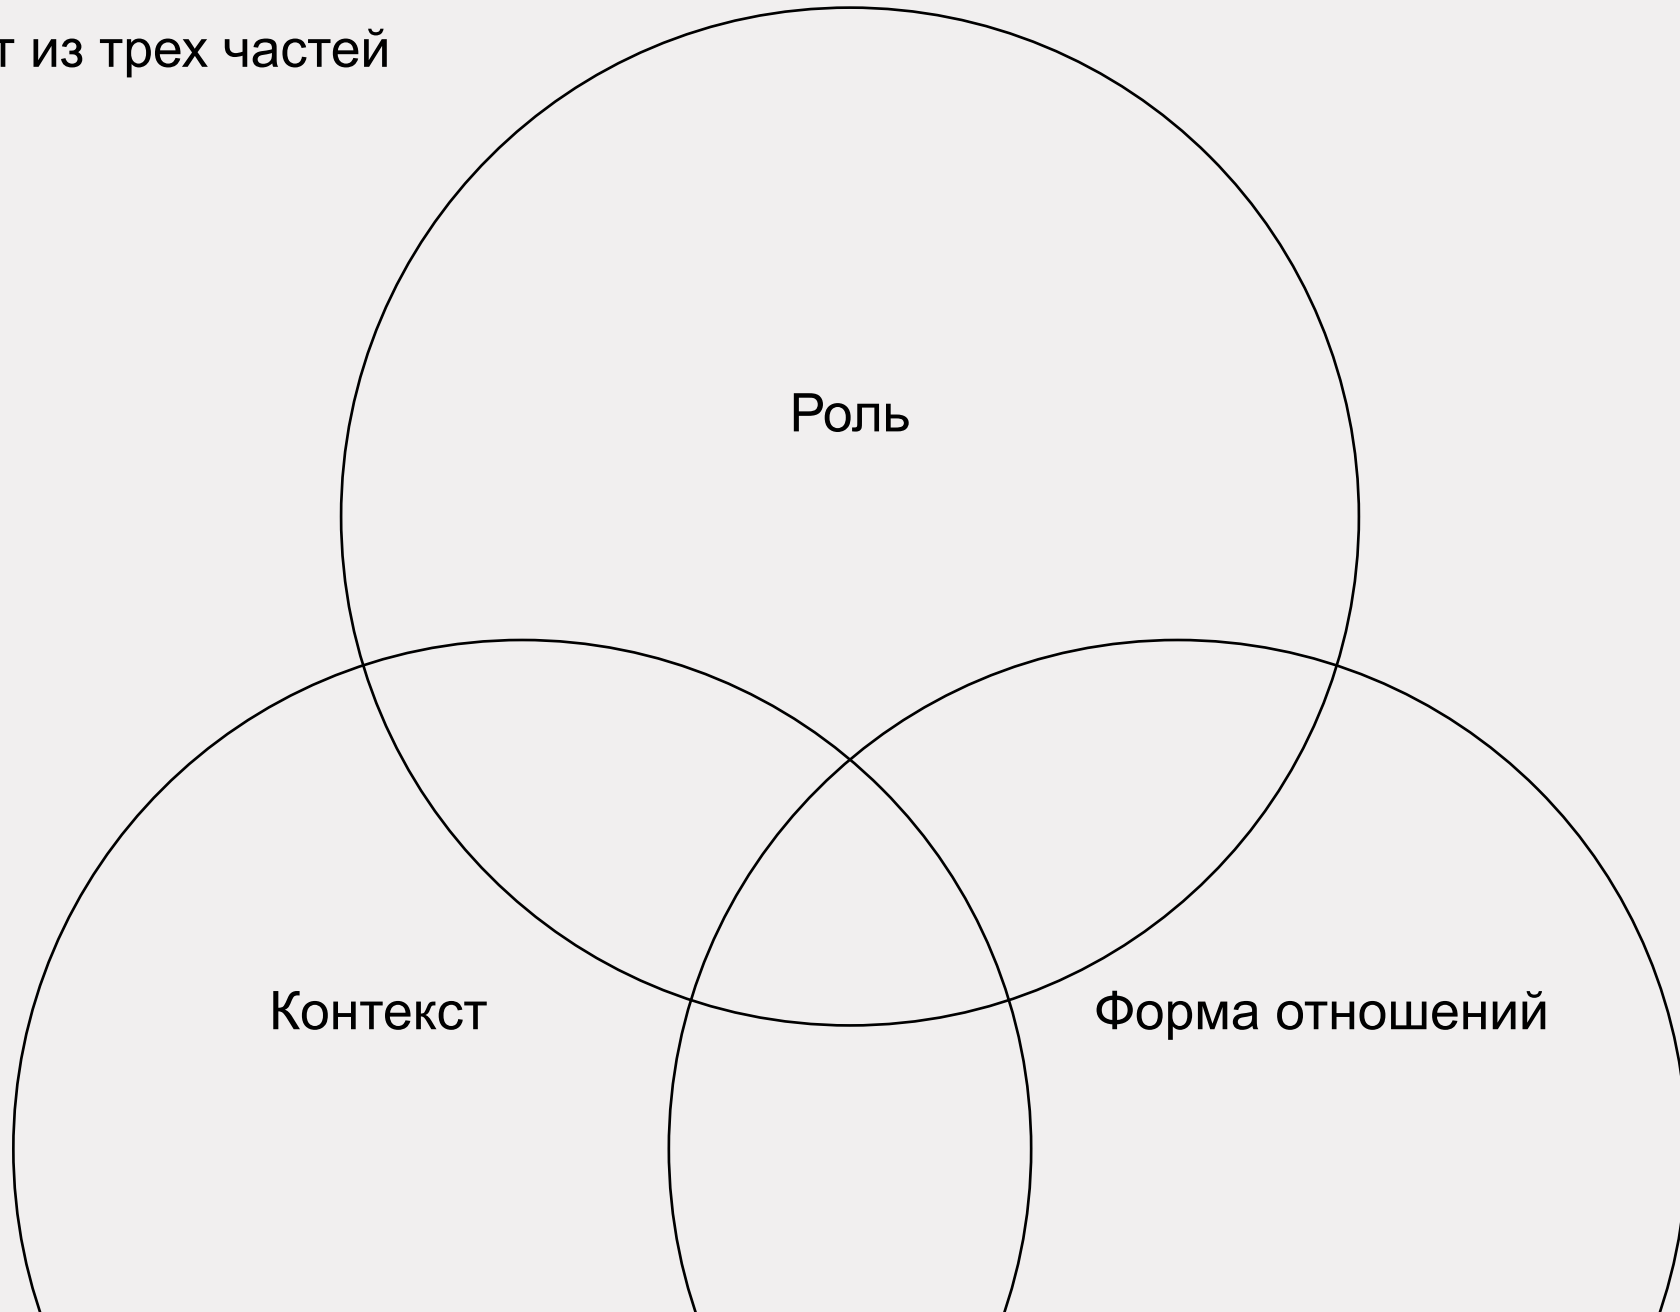 из трех частей
Роль
Контекст
Форма отношений